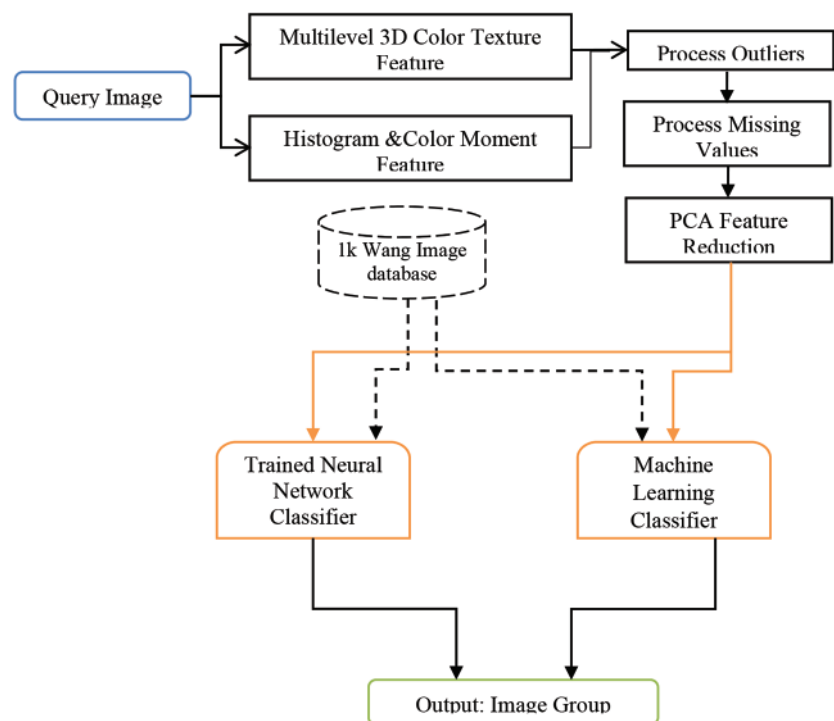 Multilevel 3D Color Texture
Feature
Process Outliers
Query Image
Histogram &Color Moment
Feature
Process Missing
Values
PCA Feature
Reduction
1k Wang Image
database
Trained Neural
Network
Classifier
Machine
Learning
Classifier
Output: Image Group